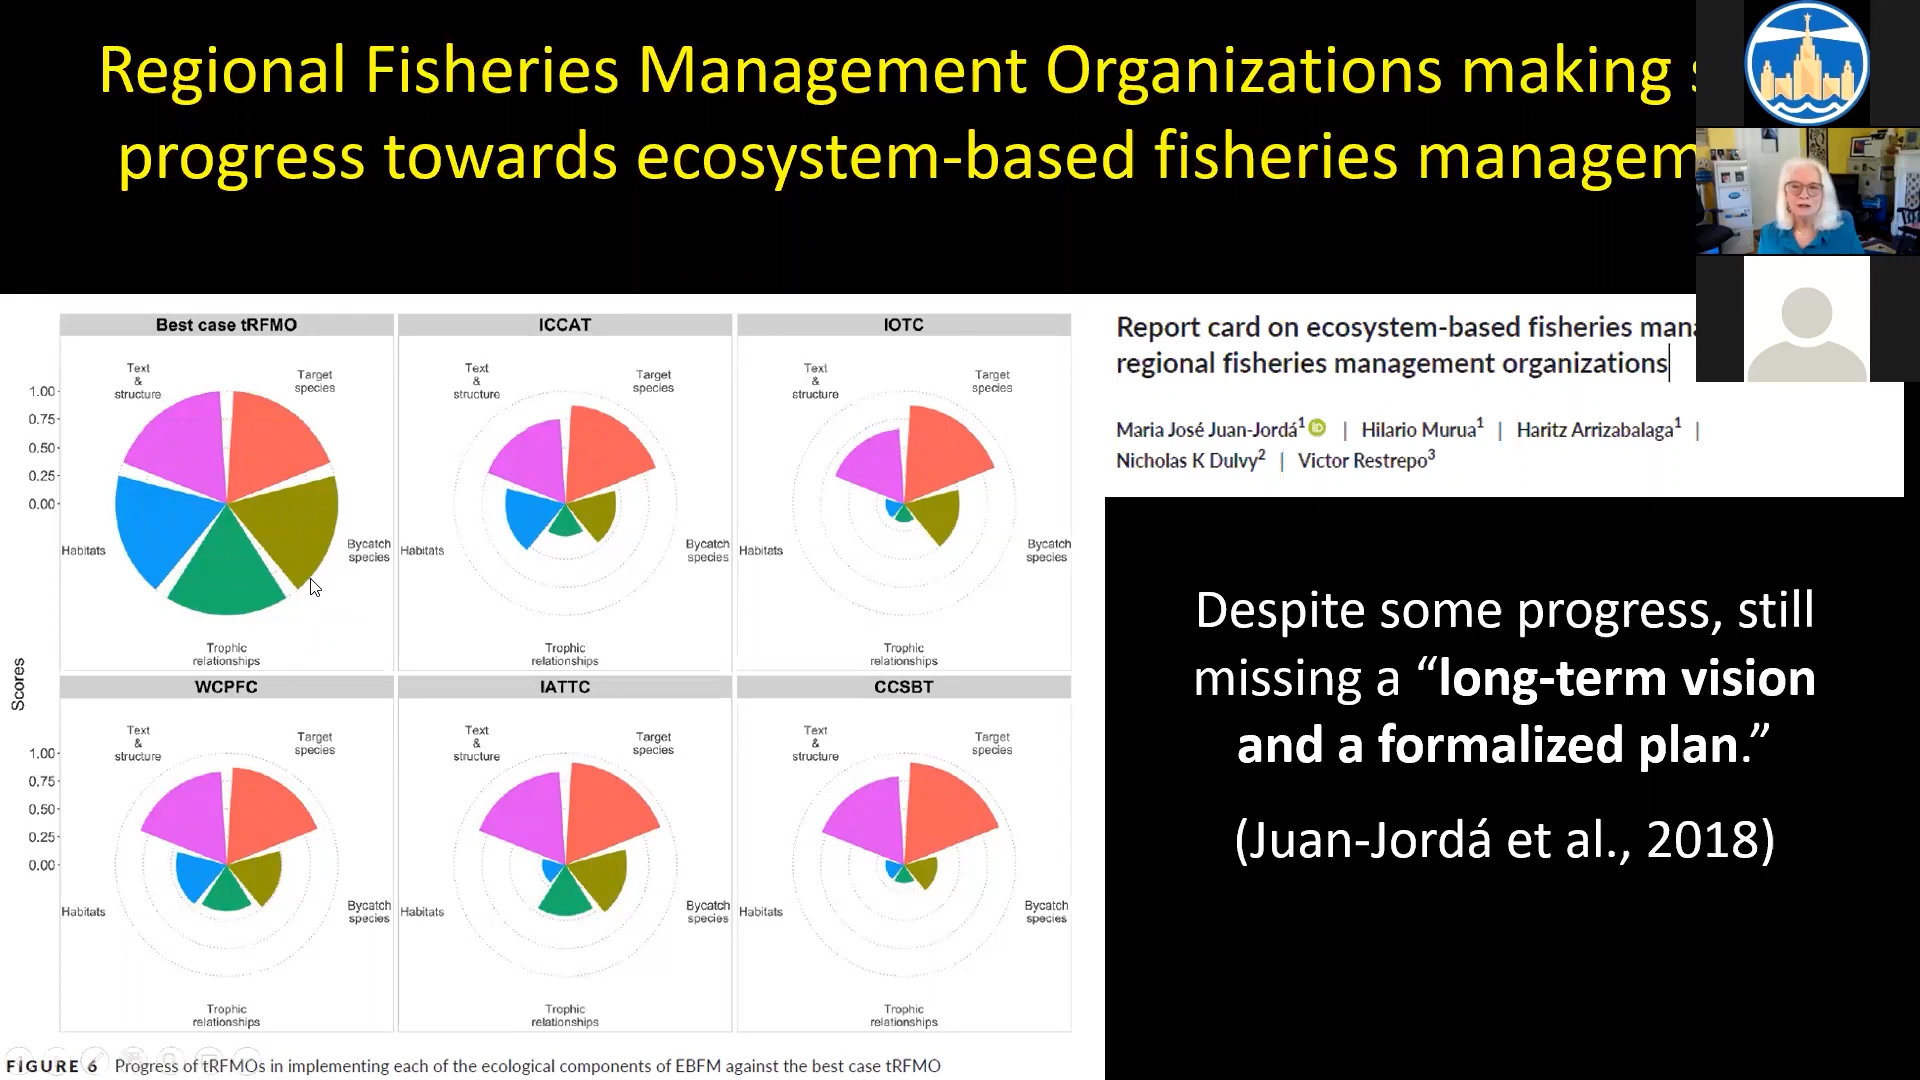 Regional Fisheries Management Organizations making
progress towards ecosystem-based fisheries managem
Best case tRFMO
ICCAT
IOTC
Text
&
structure
Target
species
Text
&
structure
Target
species
Text
&
structure
Target
species
1.00
0.75
0.50
0.25
0.00
Habitats
Bycatch
species
Habitats
Bycatch
species
Habitats
Bycatch
species
Trophic
relationships
Trophic
relationships
Trophic
relationships
Scores
WCPFC
IATTC
CCSBT
Text
&
structure
Target
species
Text
&
structure
Target
species
Text
&
structure
Target
species
1.00
0.75
0.50
0.25
0.00
Habitats
Bycatch
species
Habitats
Bycatch
species
Habitats
Bycatch
species
Trophic
relationships
Trophic
relationships
Trophic
relationships
FIGURE 6 Progress of tRFMOs in implementing each of the ecological components of EBFM against the best case tRFMO
Report card on ecosystem-based fisheries mana
regional fisheries management organizations
Maria José Juan-Jordá¹ | Hilario Murua¹ | Haritz Arrizabalaga¹ |
Nicholas K Dulvy² | Victor Restrepo³
Despite some progress, still
missing a “long-term vision
and a formalized plan.”
(Juan-Jordá et al., 2018)